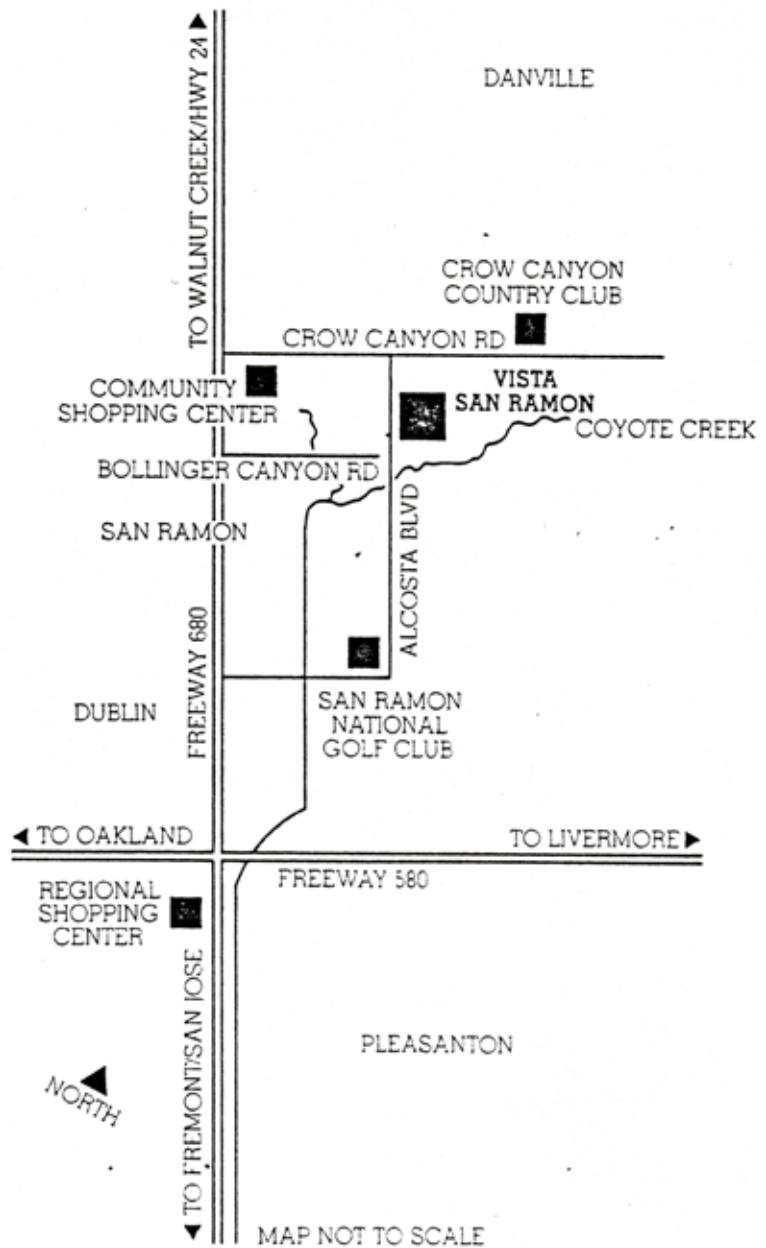 TO WALNUT CREEK/HWY 24
DANVILLE
CROW CANYON
COUNTRY CLUB
CROW CANYON RD
COMMUNITY
SHOPPING CENTER
VISTA
SAN RAMON
COYOTE CREEK
BOLLINGER CANYON RD
SAN RAMON
ALCOSTA BLVD
FREEWAY 680
DUBLIN
SAN RAMON
NATIONAL
GOLF CLUB
TO OAKLAND
TO LIVERMORE
FREEWAY 580
REGIONAL
SHOPPING
CENTER
TO FREMONT/SAN JOSE
PLEASANTON
NORTH
MAP NOT TO SCALE